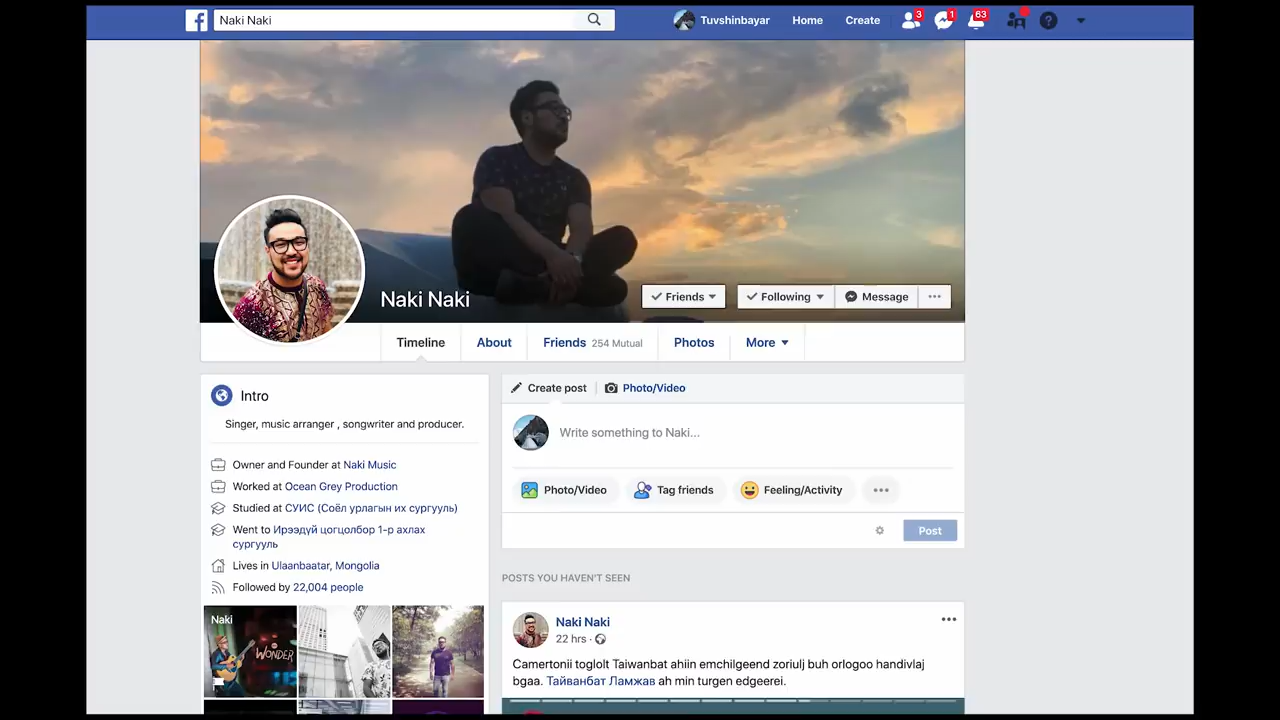 Naki Naki
Tuvshinbayar
Home
Create
3
1
63
Naki Naki
Friends
Following
Message
Timeline
About
Friends 254 Mutual
Photos
More
Intro
Singer, music arranger , songwriter and producer.
Owner and Founder at Naki Music
Worked at Ocean Grey Production
Studied at СУИС (Соёл урлагын их сургууль)
Went to Ирээдүй цогцолбор 1-р ахлах
сургууль
Lives in Ulaanbaatar, Mongolia
Followed by 22,004 people
Naki
WONDER
Create post
Photo/Video
Write something to Naki...
Photo/Video
Tag friends
Feeling/Activity
Post
POSTS YOU HAVEN'T SEEN
Naki Naki
22 hrs ·
Camertonii toglolt Taiwanbat ahiin emchilgeend zoriulj buh orlogoo handivlaj
bgaa. Тайванбат Ламжав ah min turgen edgeerei.